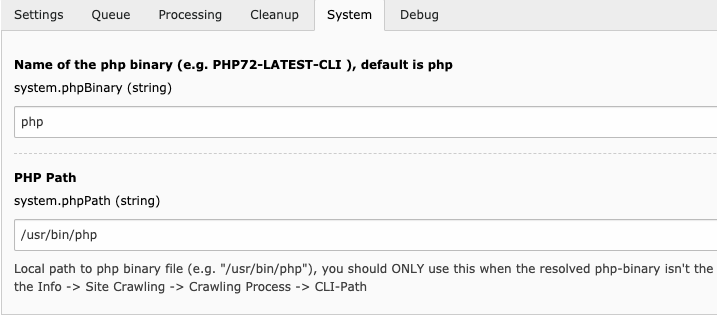 Settings Queue Processing Cleanup System Debug
Name of the php binary (e.g. PHP72-LATEST-CLI ), default is php
system.phpBinary (string)
php
PHP Path
system.phpPath (string)
/usr/bin/php
Local path to php binary file (e.g. "/usr/bin/php"), you should ONLY use this when the resolved php-binary isn't the
the Info -> Site Crawling -> Crawling Process -> CLI-Path